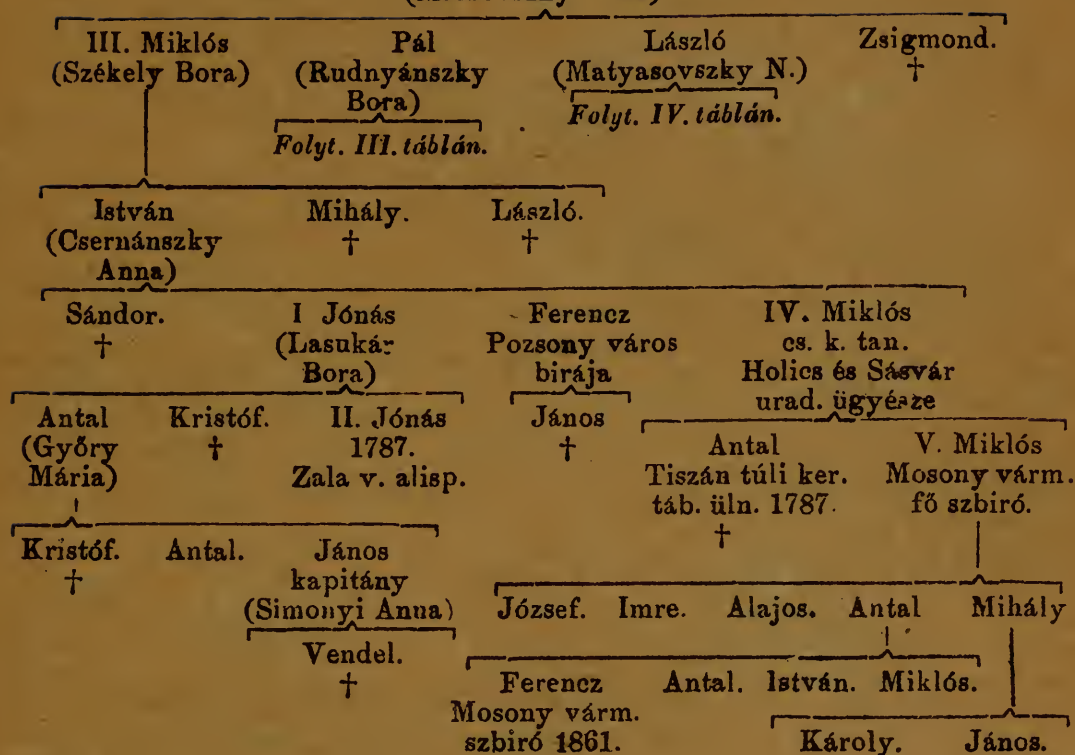 III. Miklós Pál László Zsigmond.
(Székely Bora) (Rudnyánszky (Matyasovszky N.) †
Bora) Folyt. IV. táblán.
Folyt. III. táblán.
István Mihály. László.
(Csernánszky † †
Anna)
Sándor. I Jónás Ferencz IV. Miklós
† (Lasukár Pozsony város cs. k. tan.
Bora) birája Holics és Sásvár
urad. ügyésze
Antal Kristóf. II. Jónás János Antal V. Miklós
(Győry † 1787. † Tiszán túli ker. Mosony várm.
Mária) Zala v. alisp. táb. üln. 1787. fő szbiró.
†
Kristóf. Antal. János
† kapitány
(Simonyi Anna) József. Imre. Alajos. Antal Mihály
Vendel.
†
Ferencz Antal. István. Miklós.
Mosony várm.
szbiró 1861. Károly. János.